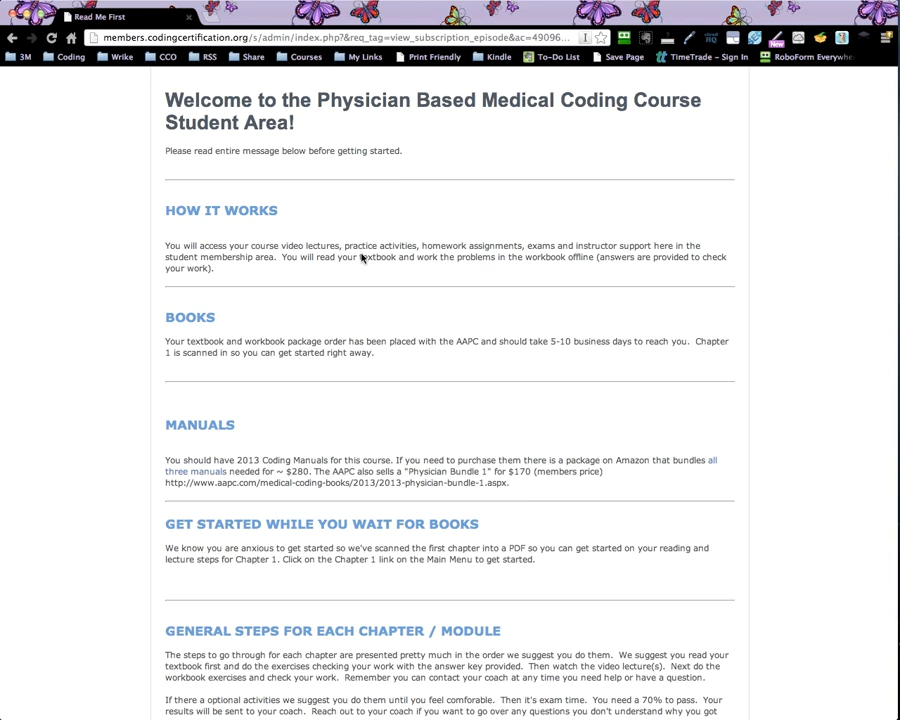 Read Me First
members.codingcertification.org/s/admin/index.php?&req_tag=view_subscription_episode&ac=49096...
3M Coding Wrike CCO RSS Share Courses My Links Print Friendly Kindle To-Do List Save Page TimeTrade – Sign In RoboForm Everywhe
New
Welcome to the Physician Based Medical Coding Course
Student Area!
Please read entire message below before getting started.
HOW IT WORKS
You will access your course video lectures, practice activities, homework assignments, exams and instructor support here in the
student membership area. You will read your textbook and work the problems in the workbook offline (answers are provided to check
your work).
BOOKS
Your textbook and workbook package order has been placed with the AAPC and should take 5-10 business days to reach you. Chapter
1 is scanned in so you can get started right away.
MANUALS
You should have 2013 Coding Manuals for this course. If you need to purchase them there is a package on Amazon that bundles all
three manuals needed for ~ $280. The AAPC also sells a "Physician Bundle 1" for $170 (members price)
http://www.aapc.com/medical-coding-books/2013/2013-physician-bundle-1.aspx.
GET STARTED WHILE YOU WAIT FOR BOOKS
We know you are anxious to get started so we've scanned the first chapter into a PDF so you can get started on your reading and
lecture steps for Chapter 1. Click on the Chapter 1 link on the Main Menu to get started.
GENERAL STEPS FOR EACH CHAPTER / MODULE
The steps to go through for each chapter are presented pretty much in the order we suggest you do them. We suggest you read your
textbook first and do the exercises checking your work with the answer key provided. Then watch the video lecture(s). Next do the
workbook exercises and check your work. Remember you can contact your coach at any time you need help or have a question.
If there a optional activities we suggest you do them until you feel comforable. Then it's exam time. You need a 70% to pass. Your
results will be sent to your coach. Reach out to your coach if you want to go over any questions you don't understand why you got